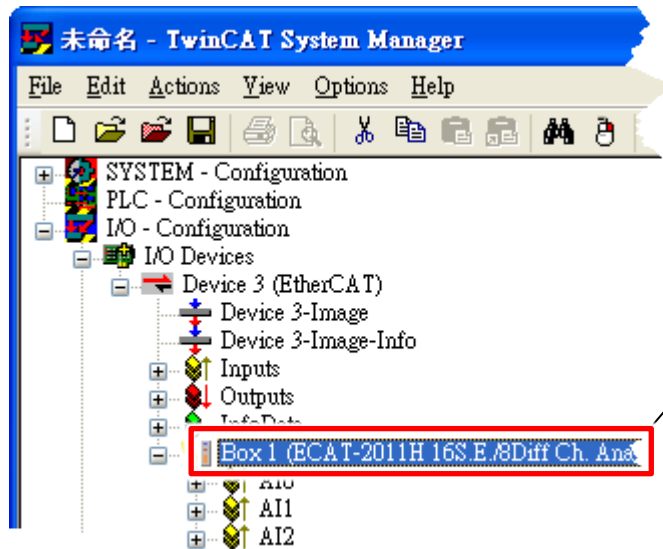 未命名 - TwinCAT System Manager
File Edit Actions View Options Help
SYSTEM - Configuration
PLC - Configuration
I/O - Configuration
I/O Devices
Device 3 (EtherCAT)
Device 3-Image
Device 3-Image-Info
Inputs
Outputs
InfoData
Box 1 (ECAT-2011H 16S.E./8Diff Ch. Ana
AI0
AI1
AI2